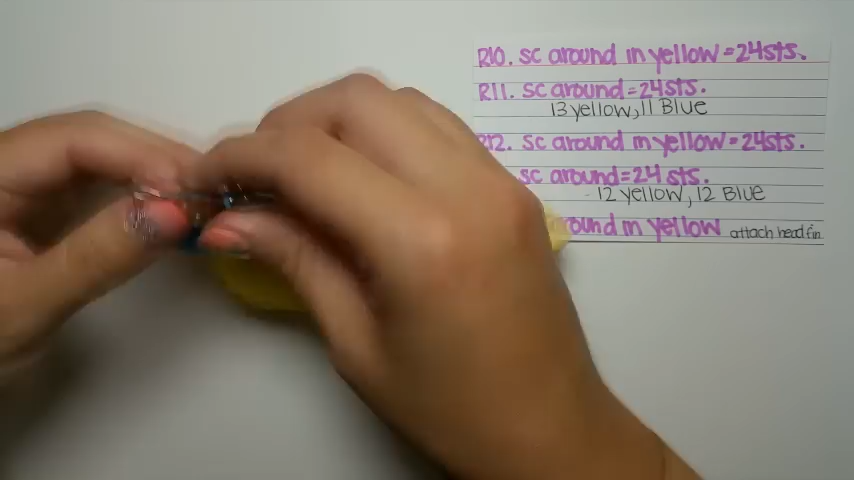 R10. sc around in yellow = 24sts.
R11. sc around = 24sts.
13 yellow, 11 Blue
R12. sc around in yellow = 24sts.
sc around = 24 sts.
12 yellow, 12 Blue
round in yellow attach head fin